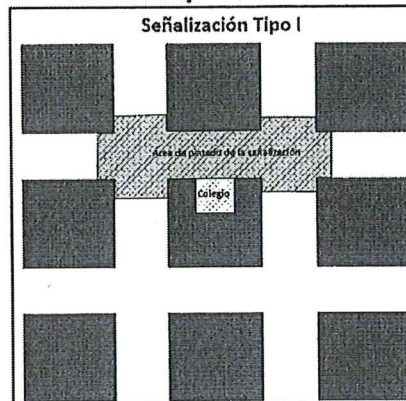 Señalización Tipo I
Área de pintado de la señalización
Colegio